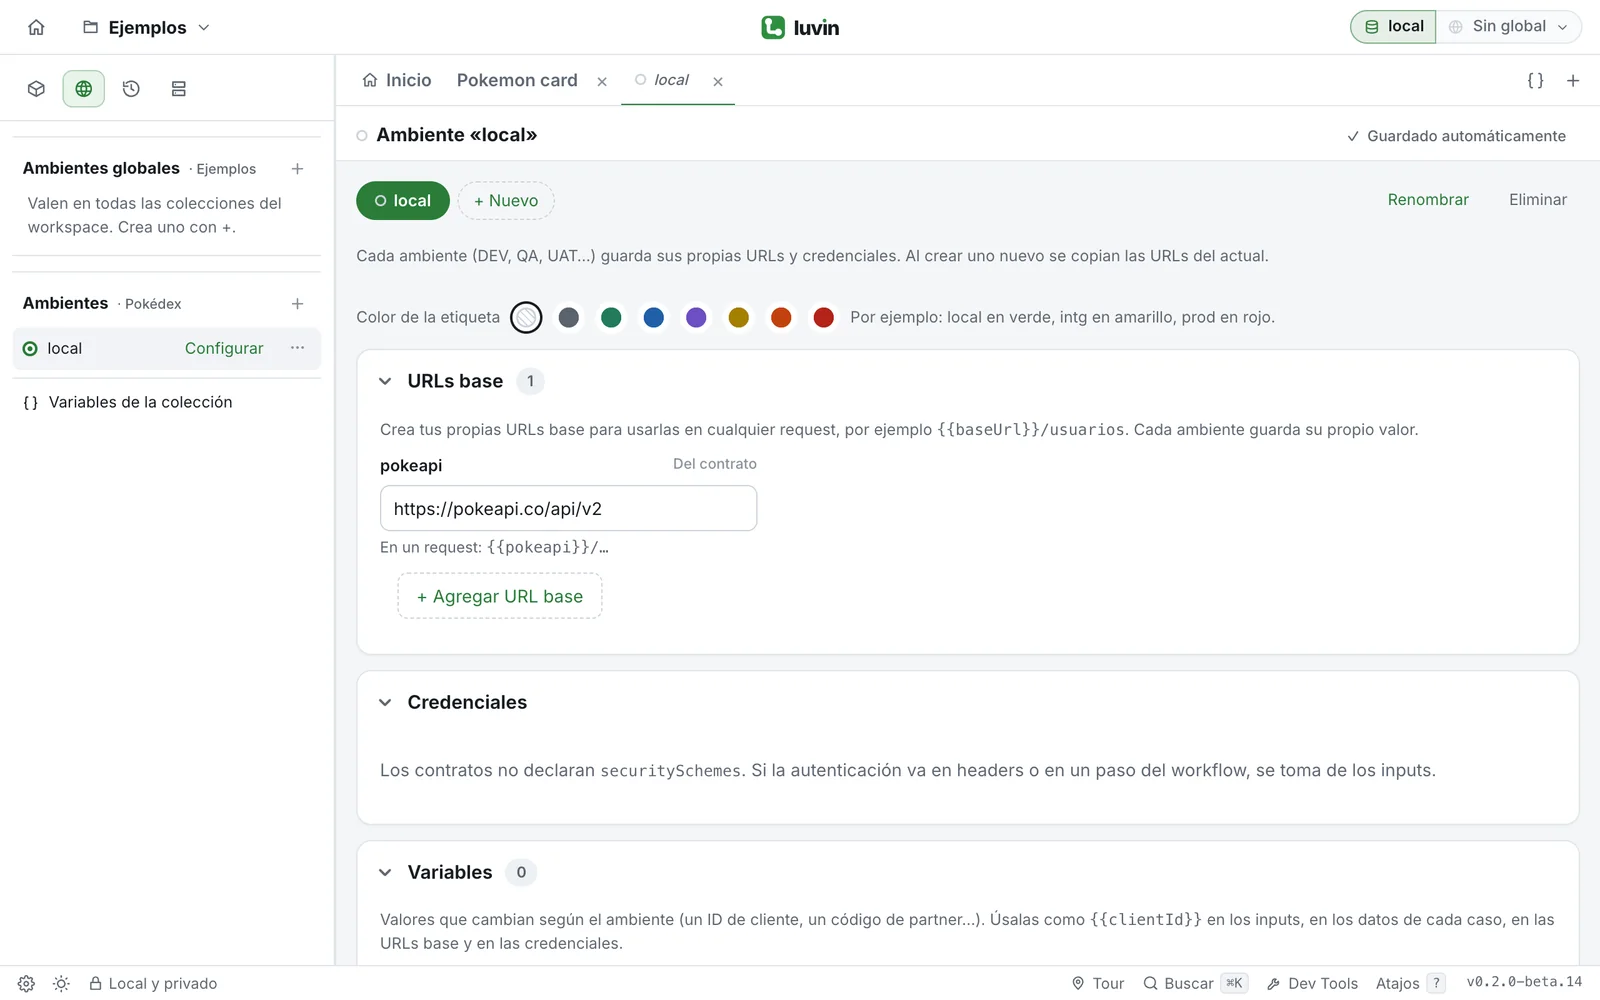 Ejemplos
luvin
local
Sin global
Inicio
Pokemon card
local
{ }
Ambiente «local»
Guardado automáticamente
Ambientes globales · Ejemplos
Valen en todas las colecciones del
workspace. Crea uno con +.
Ambientes · Pokédex
local
Configurar
{ } Variables de la colección
local
+ Nuevo
Renombrar
Eliminar
Cada ambiente (DEV, QA, UAT…) guarda sus propias URLs y credenciales. Al crear uno nuevo se copian las URLs del actual.
Color de la etiqueta
Por ejemplo: local en verde, intg en amarillo, prod en rojo.
URLs base 1
Crea tus propias URLs base para usarlas en cualquier request, por ejemplo {{baseUrl}}/usuarios. Cada ambiente guarda su propio valor.
pokeapi
Del contrato
https://pokeapi.co/api/v2
En un request: {{pokeapi}}/…
+ Agregar URL base
Credenciales
Los contratos no declaran securitySchemes. Si la autenticación va en headers o en un paso del workflow, se toma de los inputs.
Variables 0
Valores que cambian según el ambiente (un ID de cliente, un código de partner…). Úsalas como {{clientId}} en los inputs, en los datos de cada caso, en las
URLs base y en las credenciales.
Local y privado
Tour
Buscar ⌘K
Dev Tools
Atajos ?
v0.2.0-beta.14